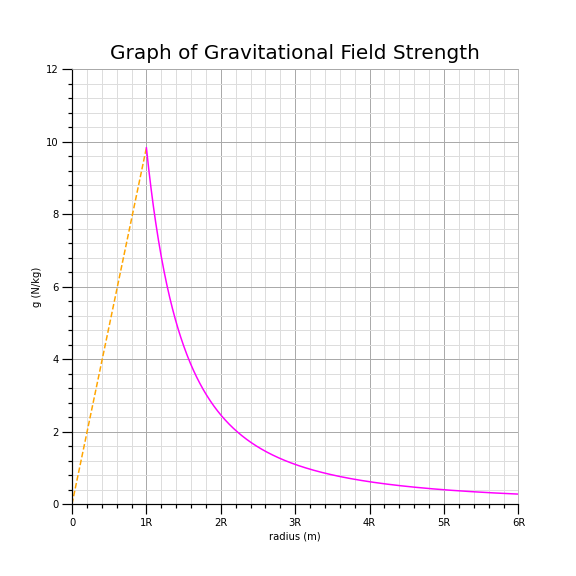 Graph of Gravitational Field Strength
12
10
8
6
4
2
0
g (N/kg)
0 1R 2R 3R 4R 5R 6R
radius (m)